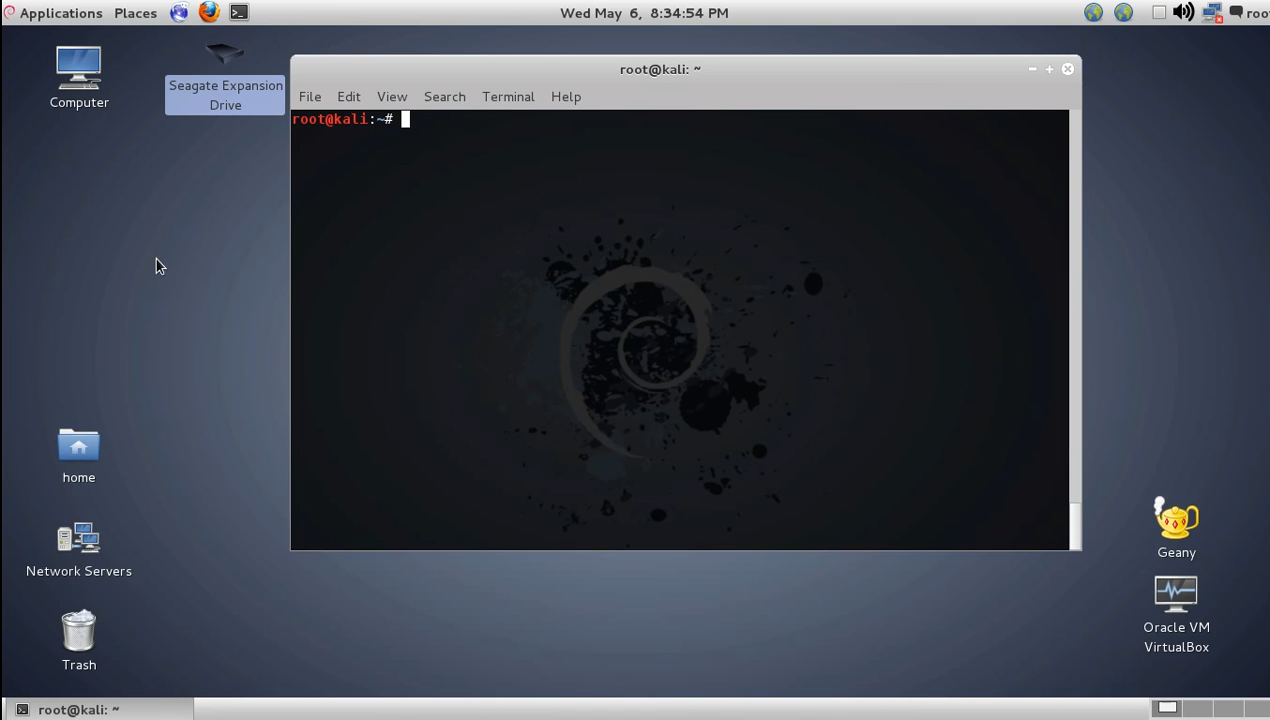 Applications Places Wed May 6, 8:34:54 PM roo
Computer
Seagate Expansion
Drive
root@kali: ~
File Edit View Search Terminal Help
root@kali:~#
home
Network Servers
Trash
Geany
Oracle VM
VirtualBox
root@kali: ~